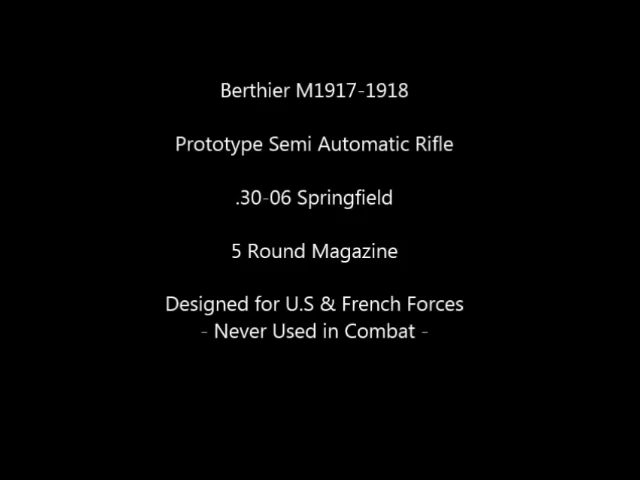 Berthier M1917-1918
Prototype Semi Automatic Rifle
.30-06 Springfield
5 Round Magazine
Designed for U.S & French Forces
- Never Used in Combat -